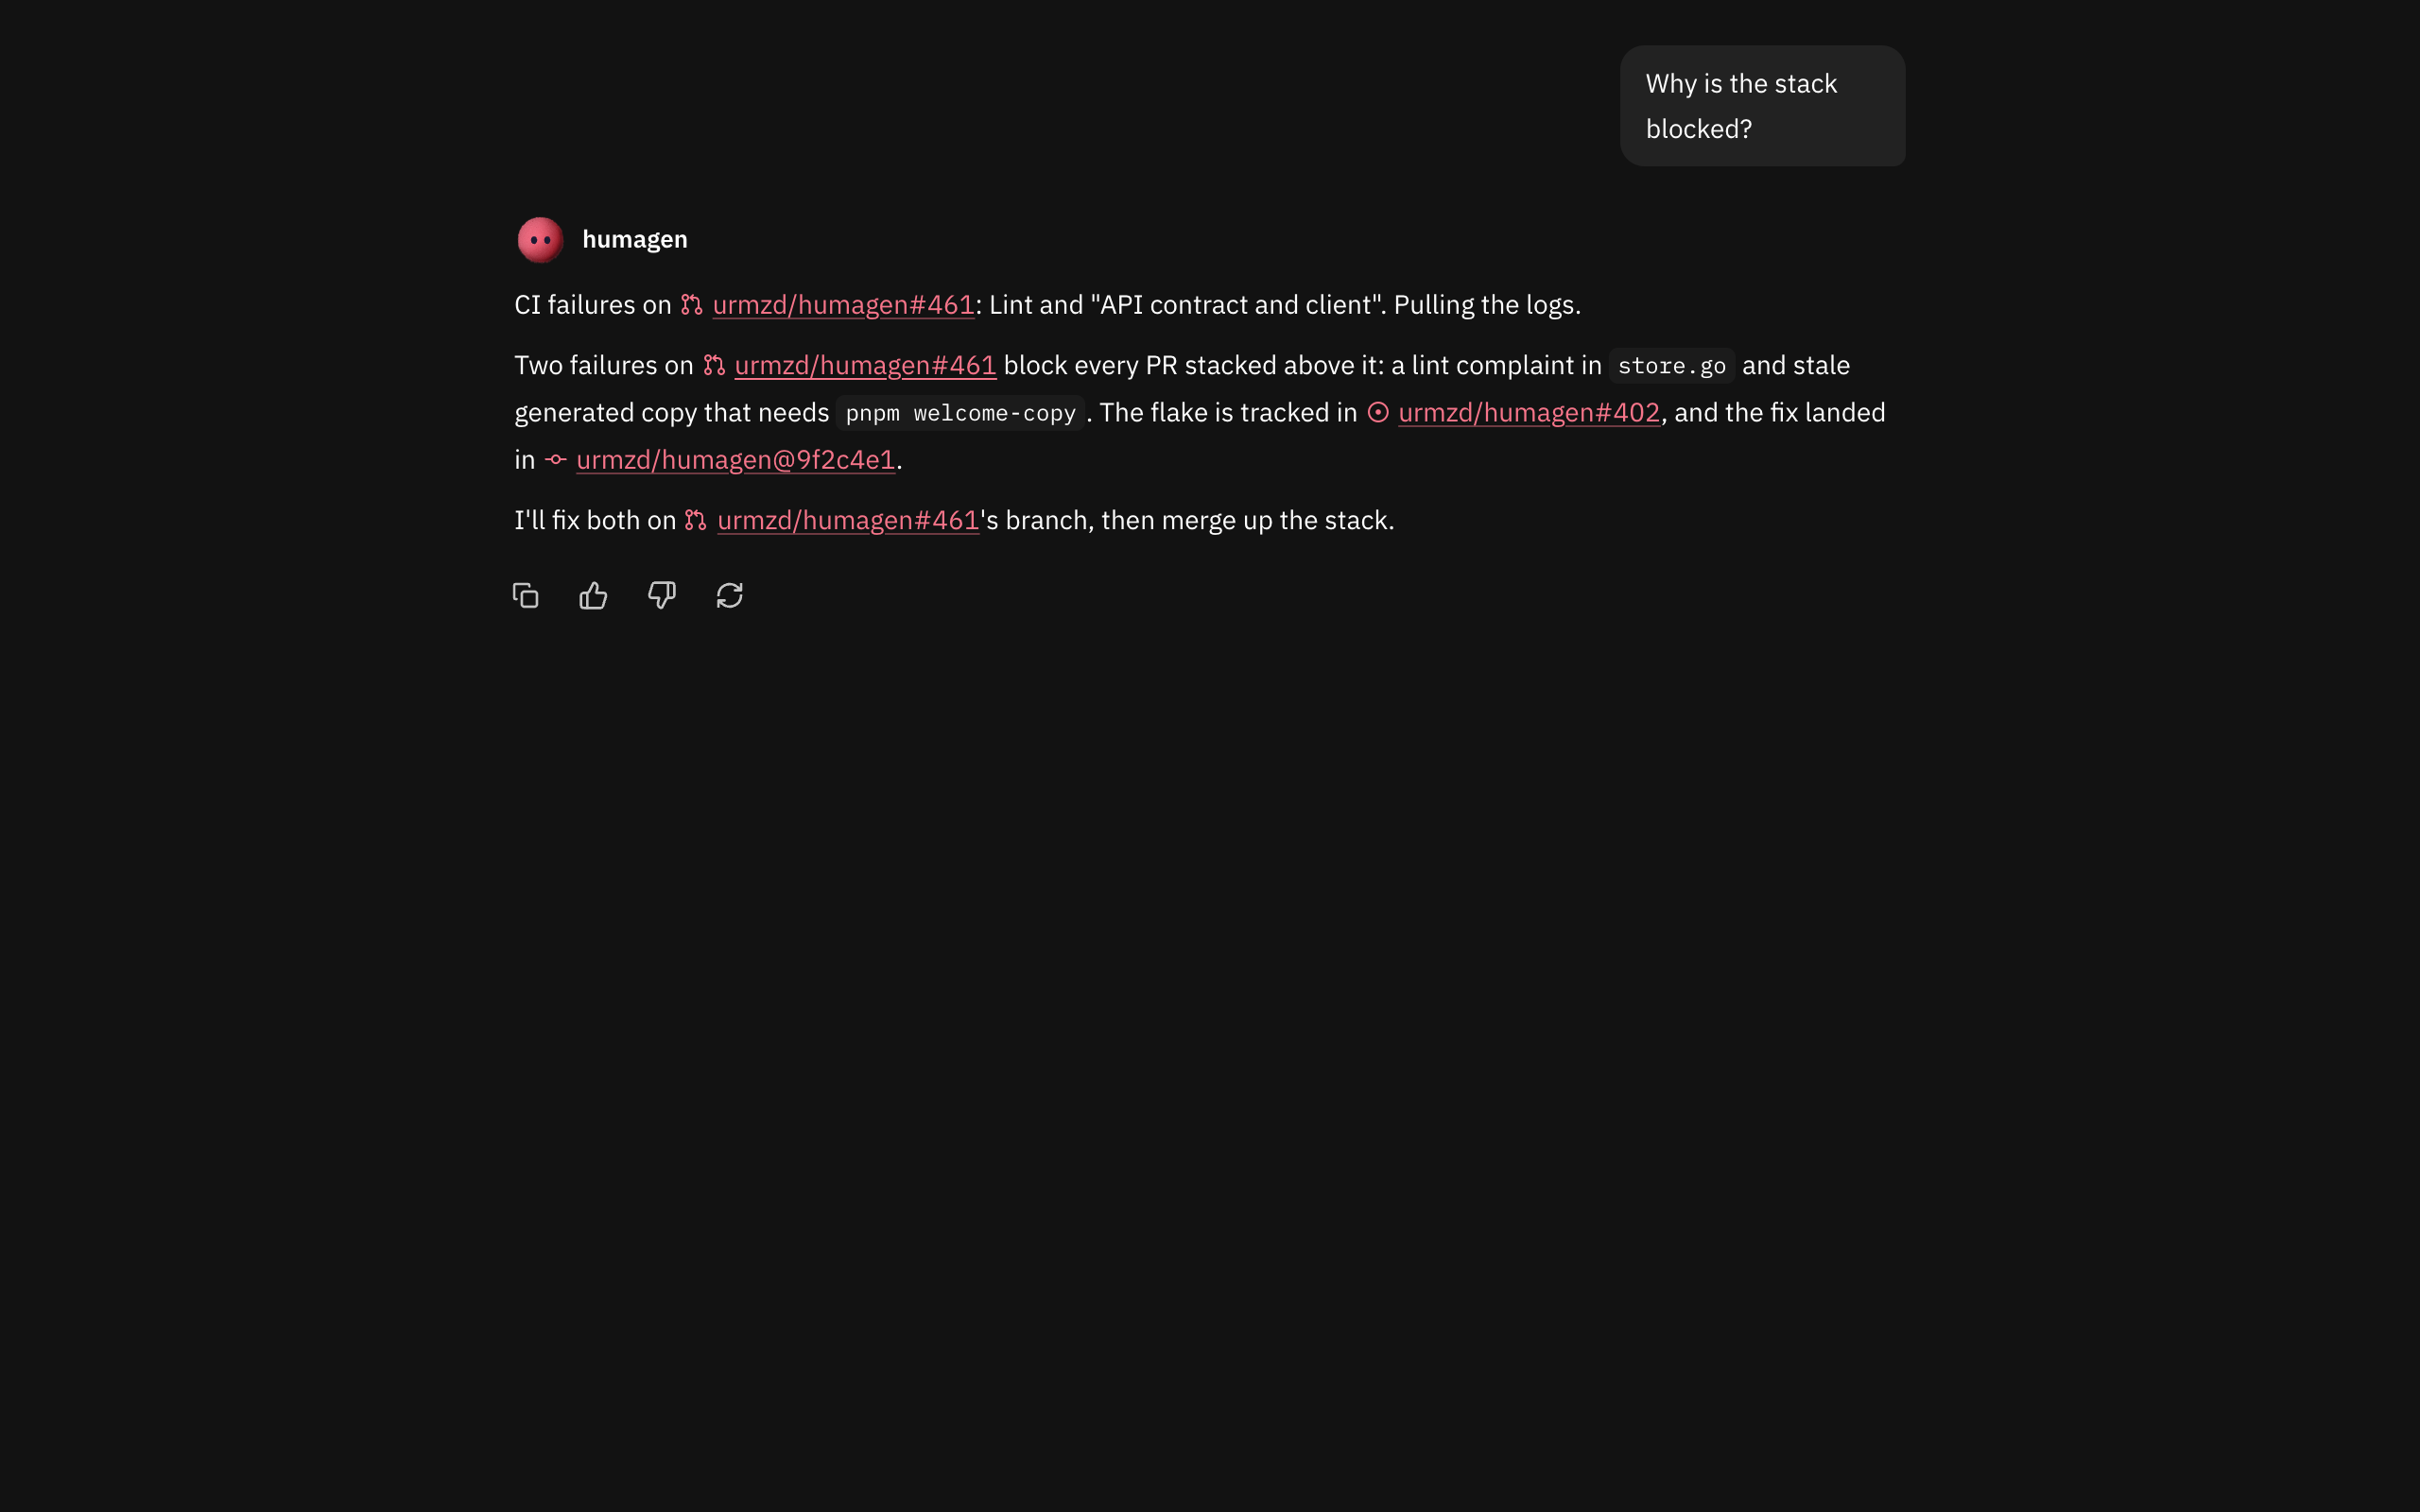 Why is the stack
blocked?
humagen
CI failures on urmzd/humagen#461: Lint and "API contract and client". Pulling the logs.
Two failures on urmzd/humagen#461 block every PR stacked above it: a lint complaint in store.go and stale
generated copy that needs pnpm welcome-copy. The flake is tracked in urmzd/humagen#402, and the fix landed
in urmzd/humagen@9f2c4e1.
I'll fix both on urmzd/humagen#461's branch, then merge up the stack.